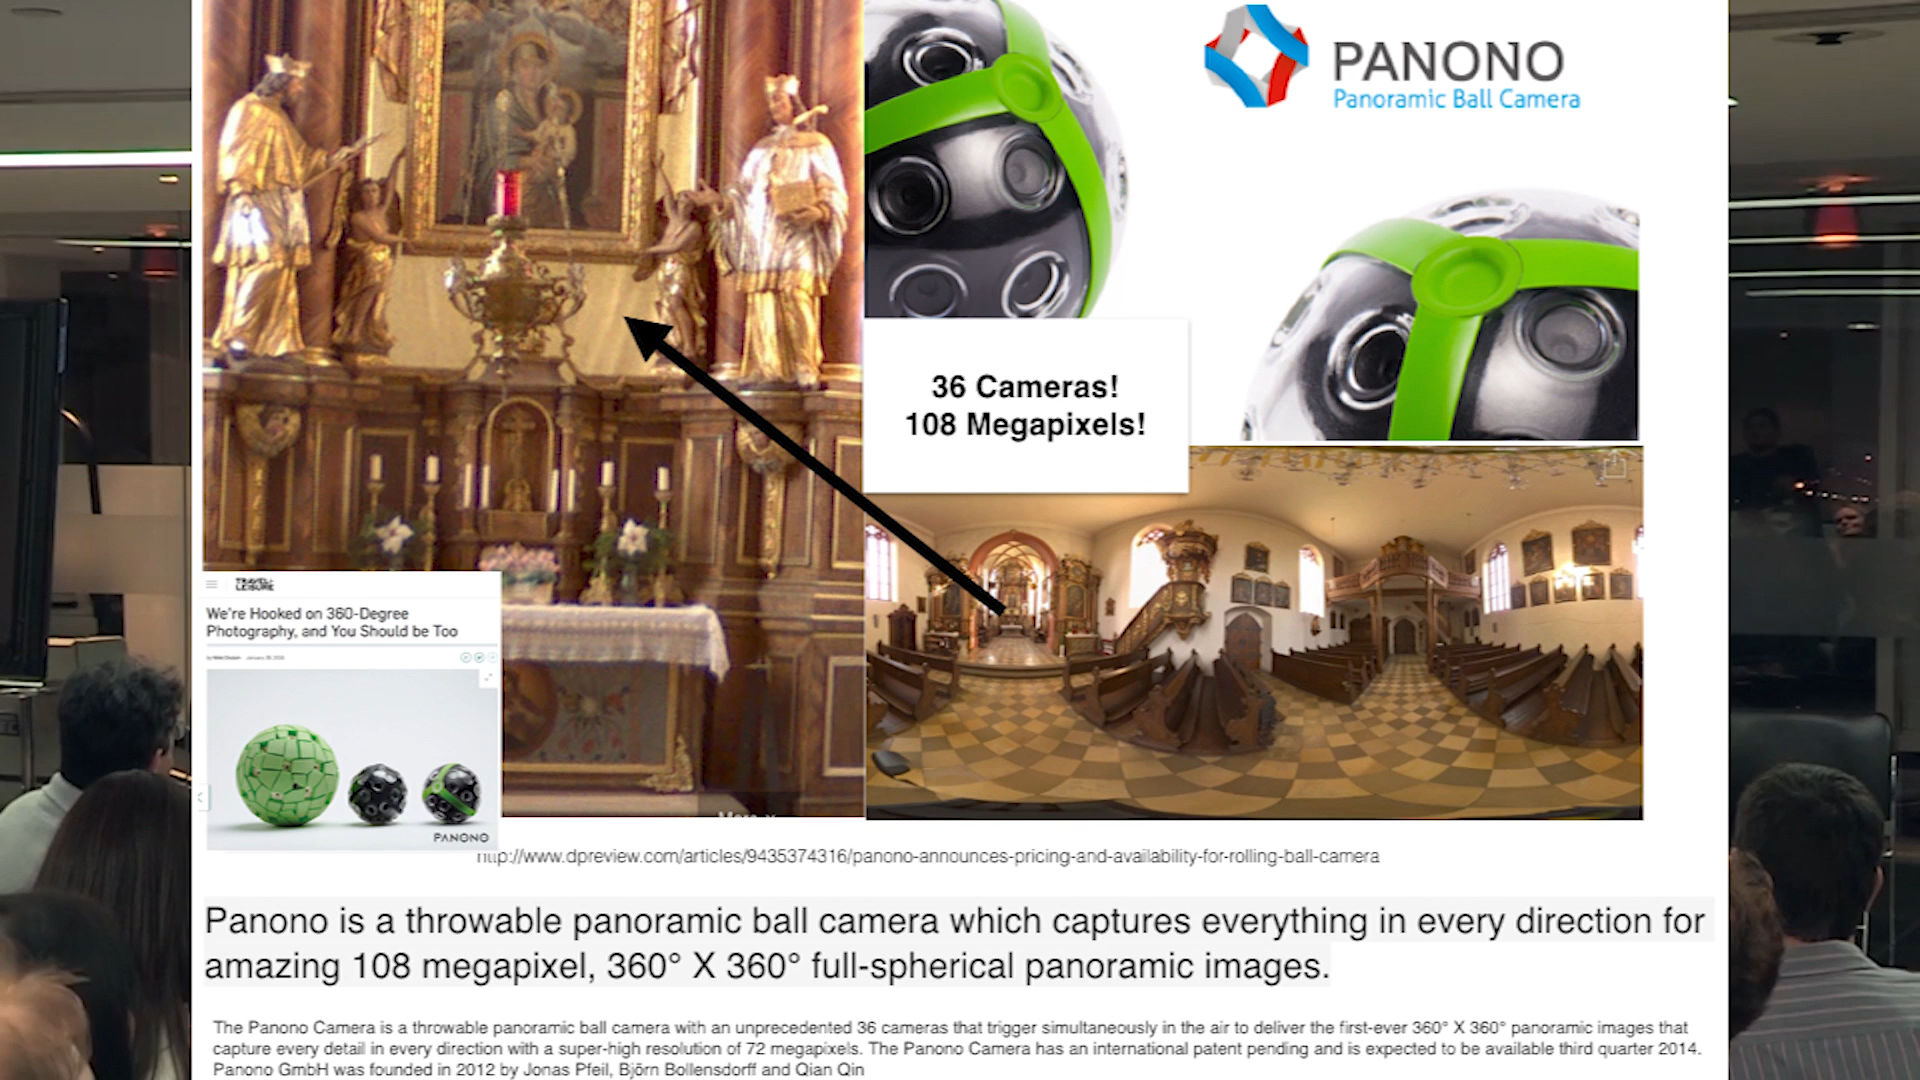 PANONO
Panoramic Ball Camera
36 Cameras!
108 Megapixels!
TRAVEL+
LEISURE
We're Hooked on 360-Degree
Photography, and You Should be Too
PANONO
http://www.dpreview.com/articles/9435374316/panono-announces-pricing-and-availability-for-rolling-ball-camera
Panono is a throwable panoramic ball camera which captures everything in every direction for
amazing 108 megapixel, 360° X 360° full-spherical panoramic images.
The Panono Camera is a throwable panoramic ball camera with an unprecedented 36 cameras that trigger simultaneously in the air to deliver the first-ever 360° X 360° panoramic images that
capture every detail in every direction with a super-high resolution of 72 megapixels. The Panono Camera has an international patent pending and is expected to be available third quarter 2014.
Panono GmbH was founded in 2012 by Jonas Pfeil, Björn Bollensdorff and Qian Qin